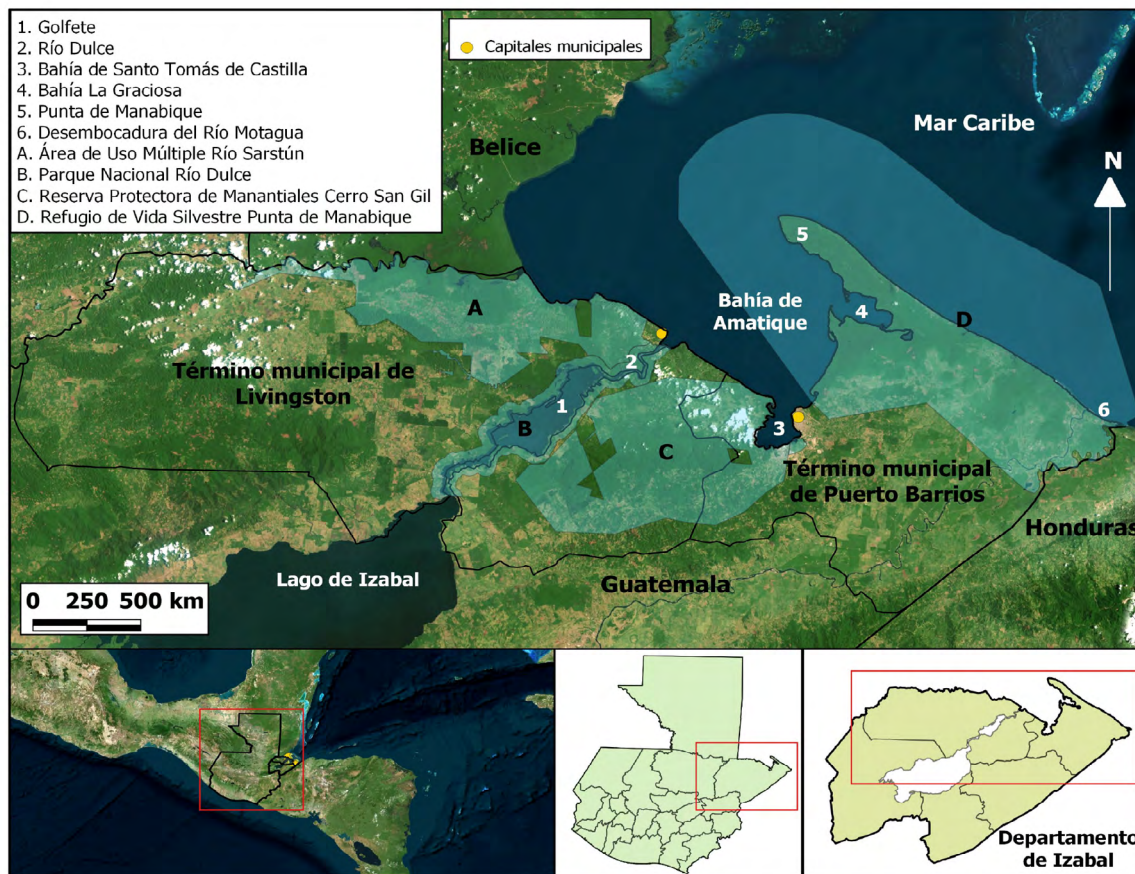 1. Golfete
2. Río Dulce
3. Bahía de Santo Tomás de Castilla
4. Bahía La Graciosa
5. Punta de Manabique
6. Desembocadura del Río Motagua
A. Área de Uso Múltiple Río Sarstún
B. Parque Nacional Río Dulce
C. Reserva Protectora de Manantiales Cerro San Gil
D. Refugio de Vida Silvestre Punta de Manabique
Capitales municipales
Mar Caribe
Belice
N
5
A
Bahía de
Amatique
4
D
2
Término municipal de
Livingston
1
B
3
6
C
Término municipal
de Puerto Barrios
Honduras
Lago de Izabal
Guatemala
0 250 500 km
Departamento
de Izabal